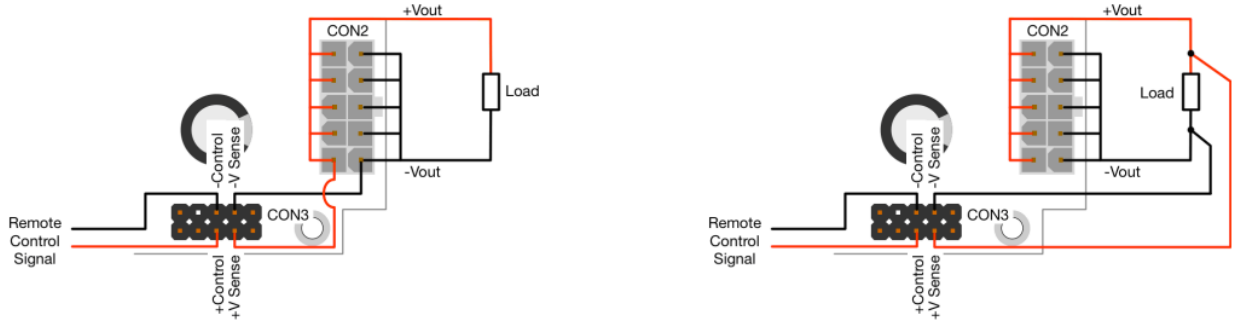 +Vout
CON2
Load
-Control
-V Sense
-Vout
CON3
Remote
Control
Signal
+Control
+V Sense
+Vout
CON2
Load
-Control
-V Sense
-Vout
CON3
Remote
Control
Signal
+Control
+V Sense